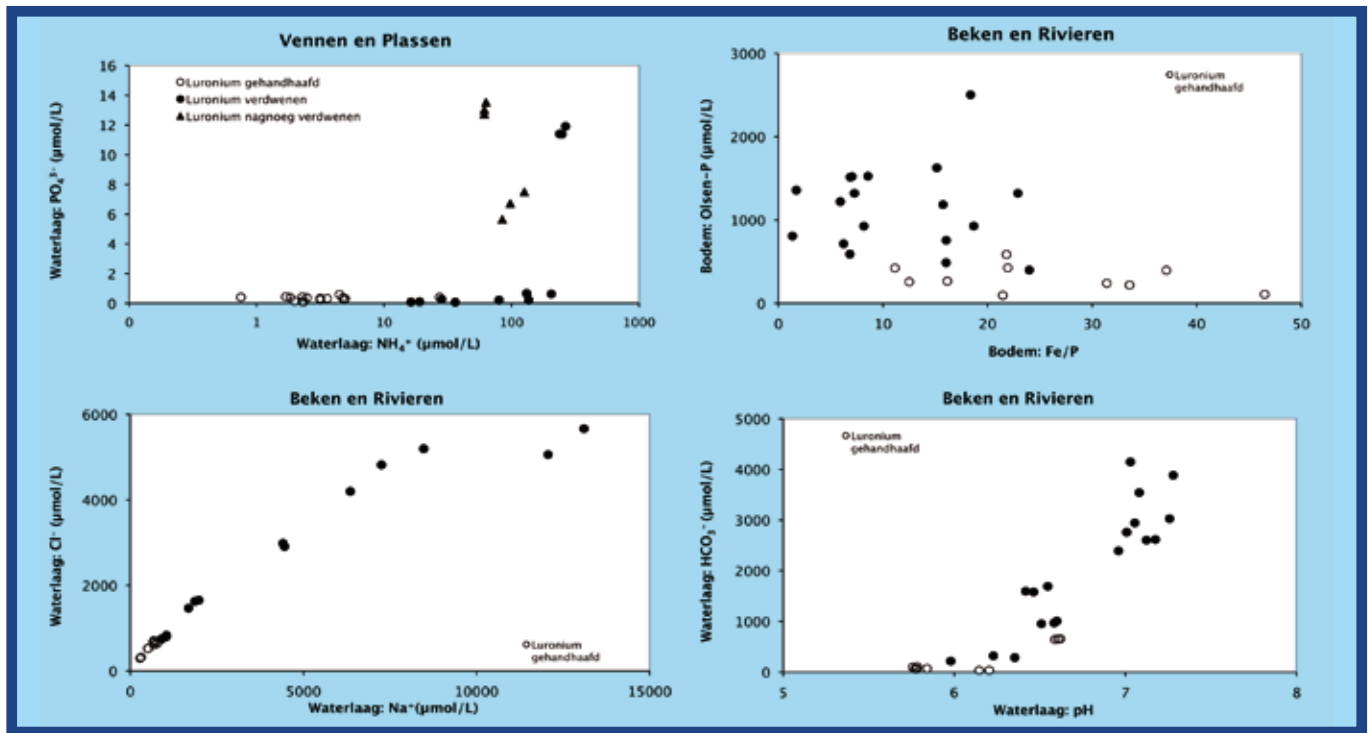 Vennen en Plassen
Waterlaag: PO₄³⁻ (µmol/L)
16
14
12
10
8
6
4
2
0
Luronium gehandhaafd
Luronium verdwenen
Luronium nagnoeg verdwenen
0
1
10
100
1000
Waterlaag: NH₄⁺ (µmol/L)
Beken en Rivieren
Bodem: Olsen-P (µmol/L)
3000
2000
1000
0
Luronium
gehandhaafd
0
10
20
30
40
50
Bodem: Fe/P
Beken en Rivieren
Waterlaag: Cl⁻ (µmol/L)
6000
4000
2000
0
Luronium
gehandhaafd
0
5000
10000
15000
Waterlaag: Na⁺(µmol/L)
Beken en Rivieren
Waterlaag: HCO₃⁻ (µmol/L)
5000
4000
3000
2000
1000
0
Luronium
gehandhaafd
5
6
7
8
Waterlaag: pH